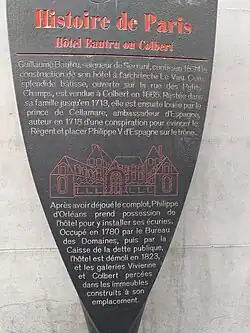 Histoire de Paris
Hôtel Bautru ou Colbert
Guillaume Bautru, seigneur de Serrant, confie en 1634 la
construction de son hôtel à l'architecte Le Vau. Cette
splendide bâtisse, ouverte sur la rue des Petits
Champs, est vendue à Colbert en 1665. Restée dans
sa famille jusqu'en 1713, elle est ensuite louée par le
prince de Cellamare, ambassadeur d'Espagne,
auteur en 1718 d'une conspiration pour évincer le
Régent et placer Philippe V d'Espagne sur le trône.
Après avoir déjoué le complot, Philippe
d'Orléans prend possession de
l'hôtel pour y installer ses écuries.
Occupé en 1780 par le Bureau
des Domaines, puis par la
Caisse de la dette publique,
l'hôtel est démoli en 1823,
et les galeries Vivienne
et Colbert percées
dans les immeubles
construits à son
emplacement.